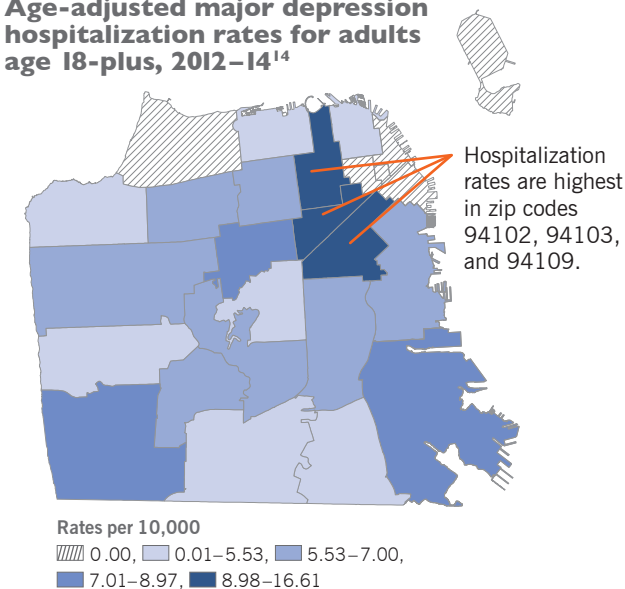 Age-adjusted major depression
hospitalization rates for adults
age 18-plus, 2012–14¹⁴
Hospitalization
rates are highest
in zip codes
94102, 94103,
and 94109.
Rates per 10,000
0.00, 0.01–5.53, 5.53–7.00,
7.01–8.97, 8.98–16.61